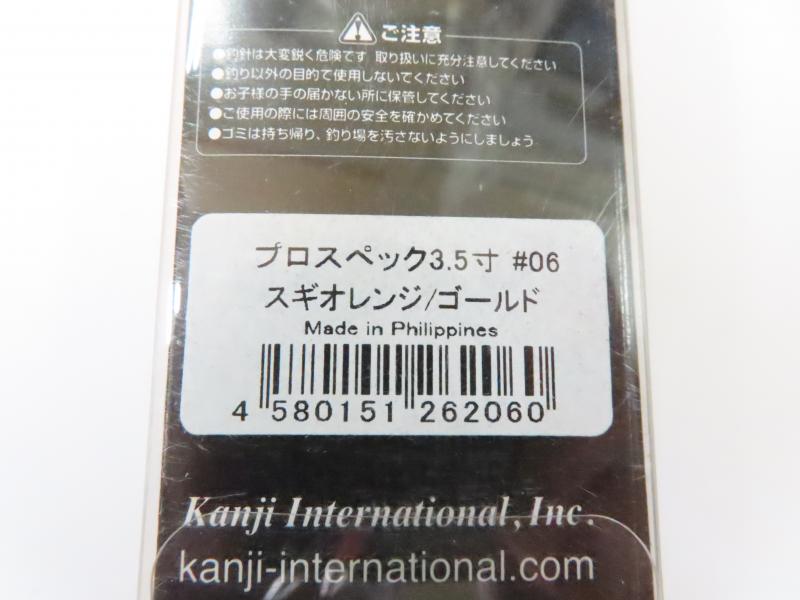 ご注意
●釣針は大変鋭く危険です 取り扱いに充分注意してください
●釣り以外の目的で使用しないでください
●お子様の手の届かない所に保管してください
●ご使用の際には周囲の安全を確かめてください
●ゴミは持ち帰り、釣り場を汚さないようにしましょう
プロスペック3.5寸 #06
スギオレンジ/ゴールド
Made in Philippines
4 580151 262060
Kanji International, Inc.
kanji-international.com